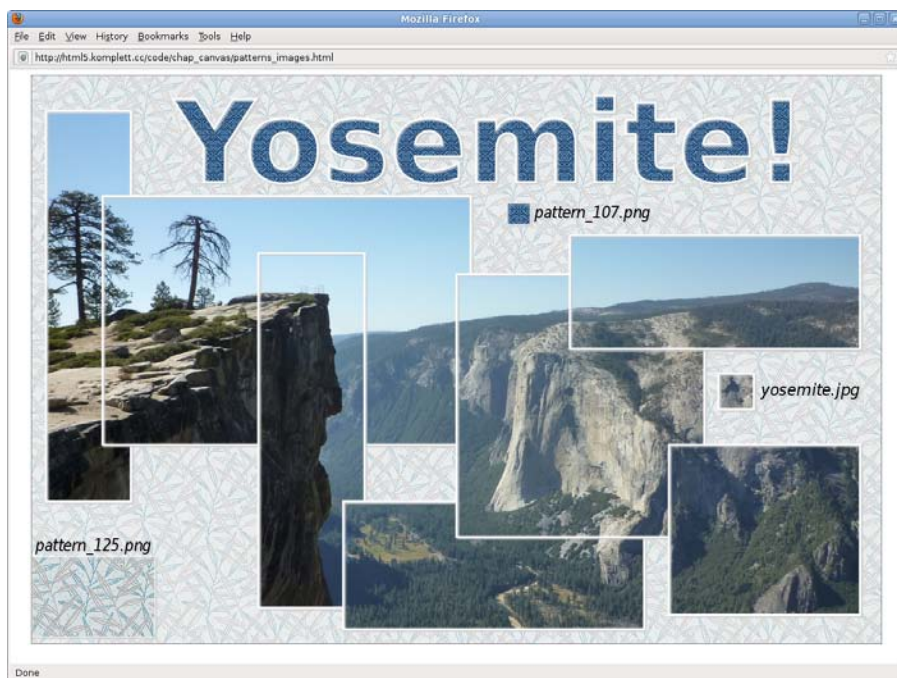 Mozilla Firefox
File Edit View History Bookmarks Tools Help
http://html5.komplett.cc/code/chap_canvas/patterns_images.html
Yosemite!
pattern_107.png
yosemite.jpg
pattern_125.png
Done